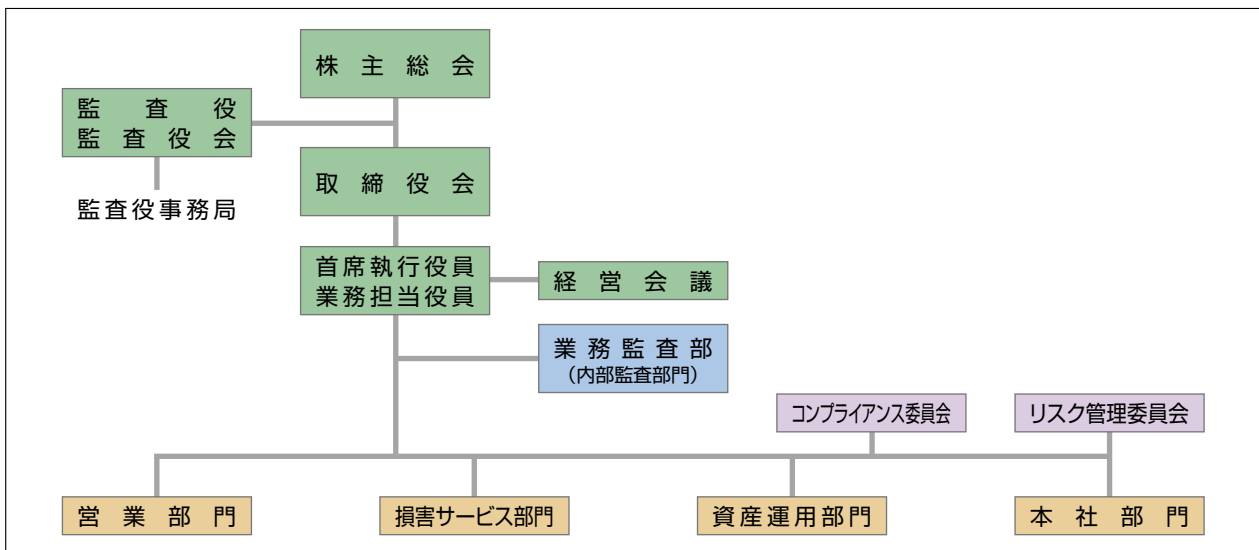 株主総会
監査役
監査役会
取締役会
監査役事務局
首席執行役員
業務担当役員
経営会議
業務監査部
(内部監査部門)
コンプライアンス委員会
リスク管理委員会
営業部門
損害サービス部門
資産運用部門
本社部門